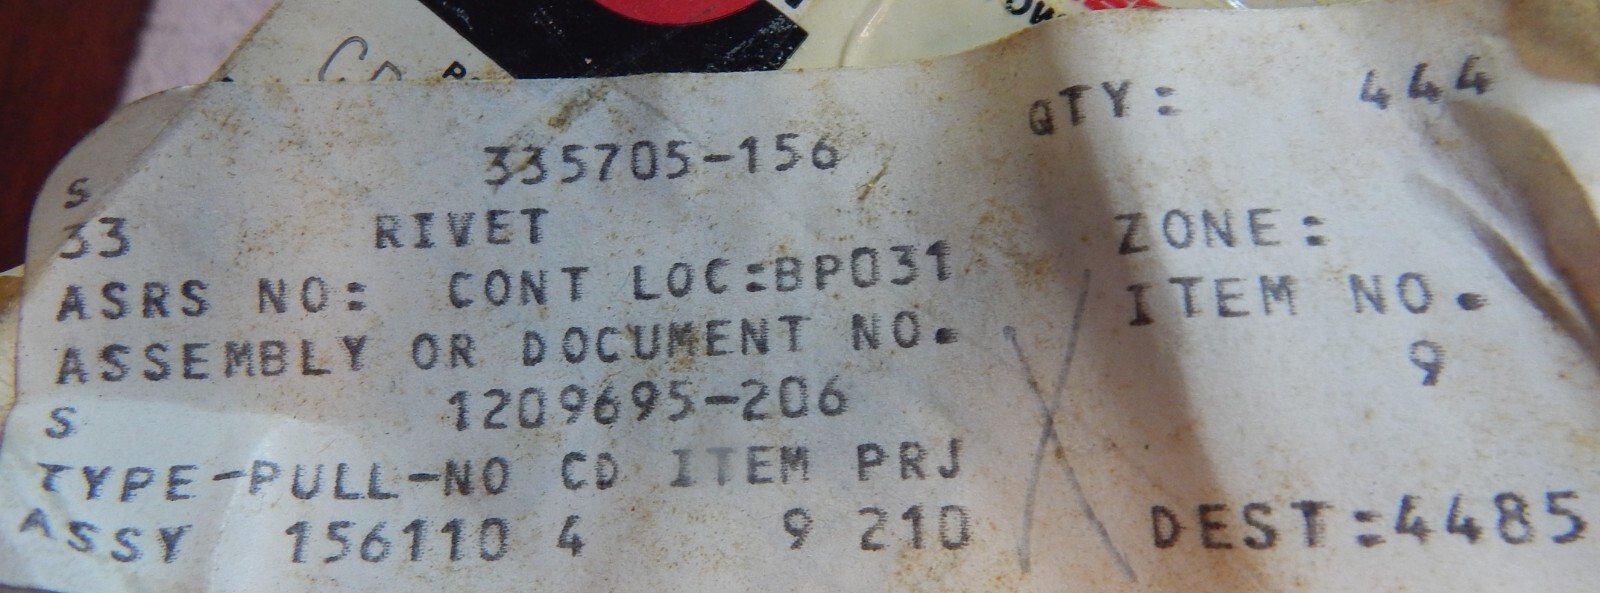 335705-156 QTY: 444
S
33 RIVET ZONE:
ASRS NO: CONT LOC:BP031 ITEM NO.
ASSEMBLY OR DOCUMENT NO. 9
S 1209695-206
TYPE-PULL-NO CD ITEM PRJ
ASSY 156110 4 9 210 DEST:4485